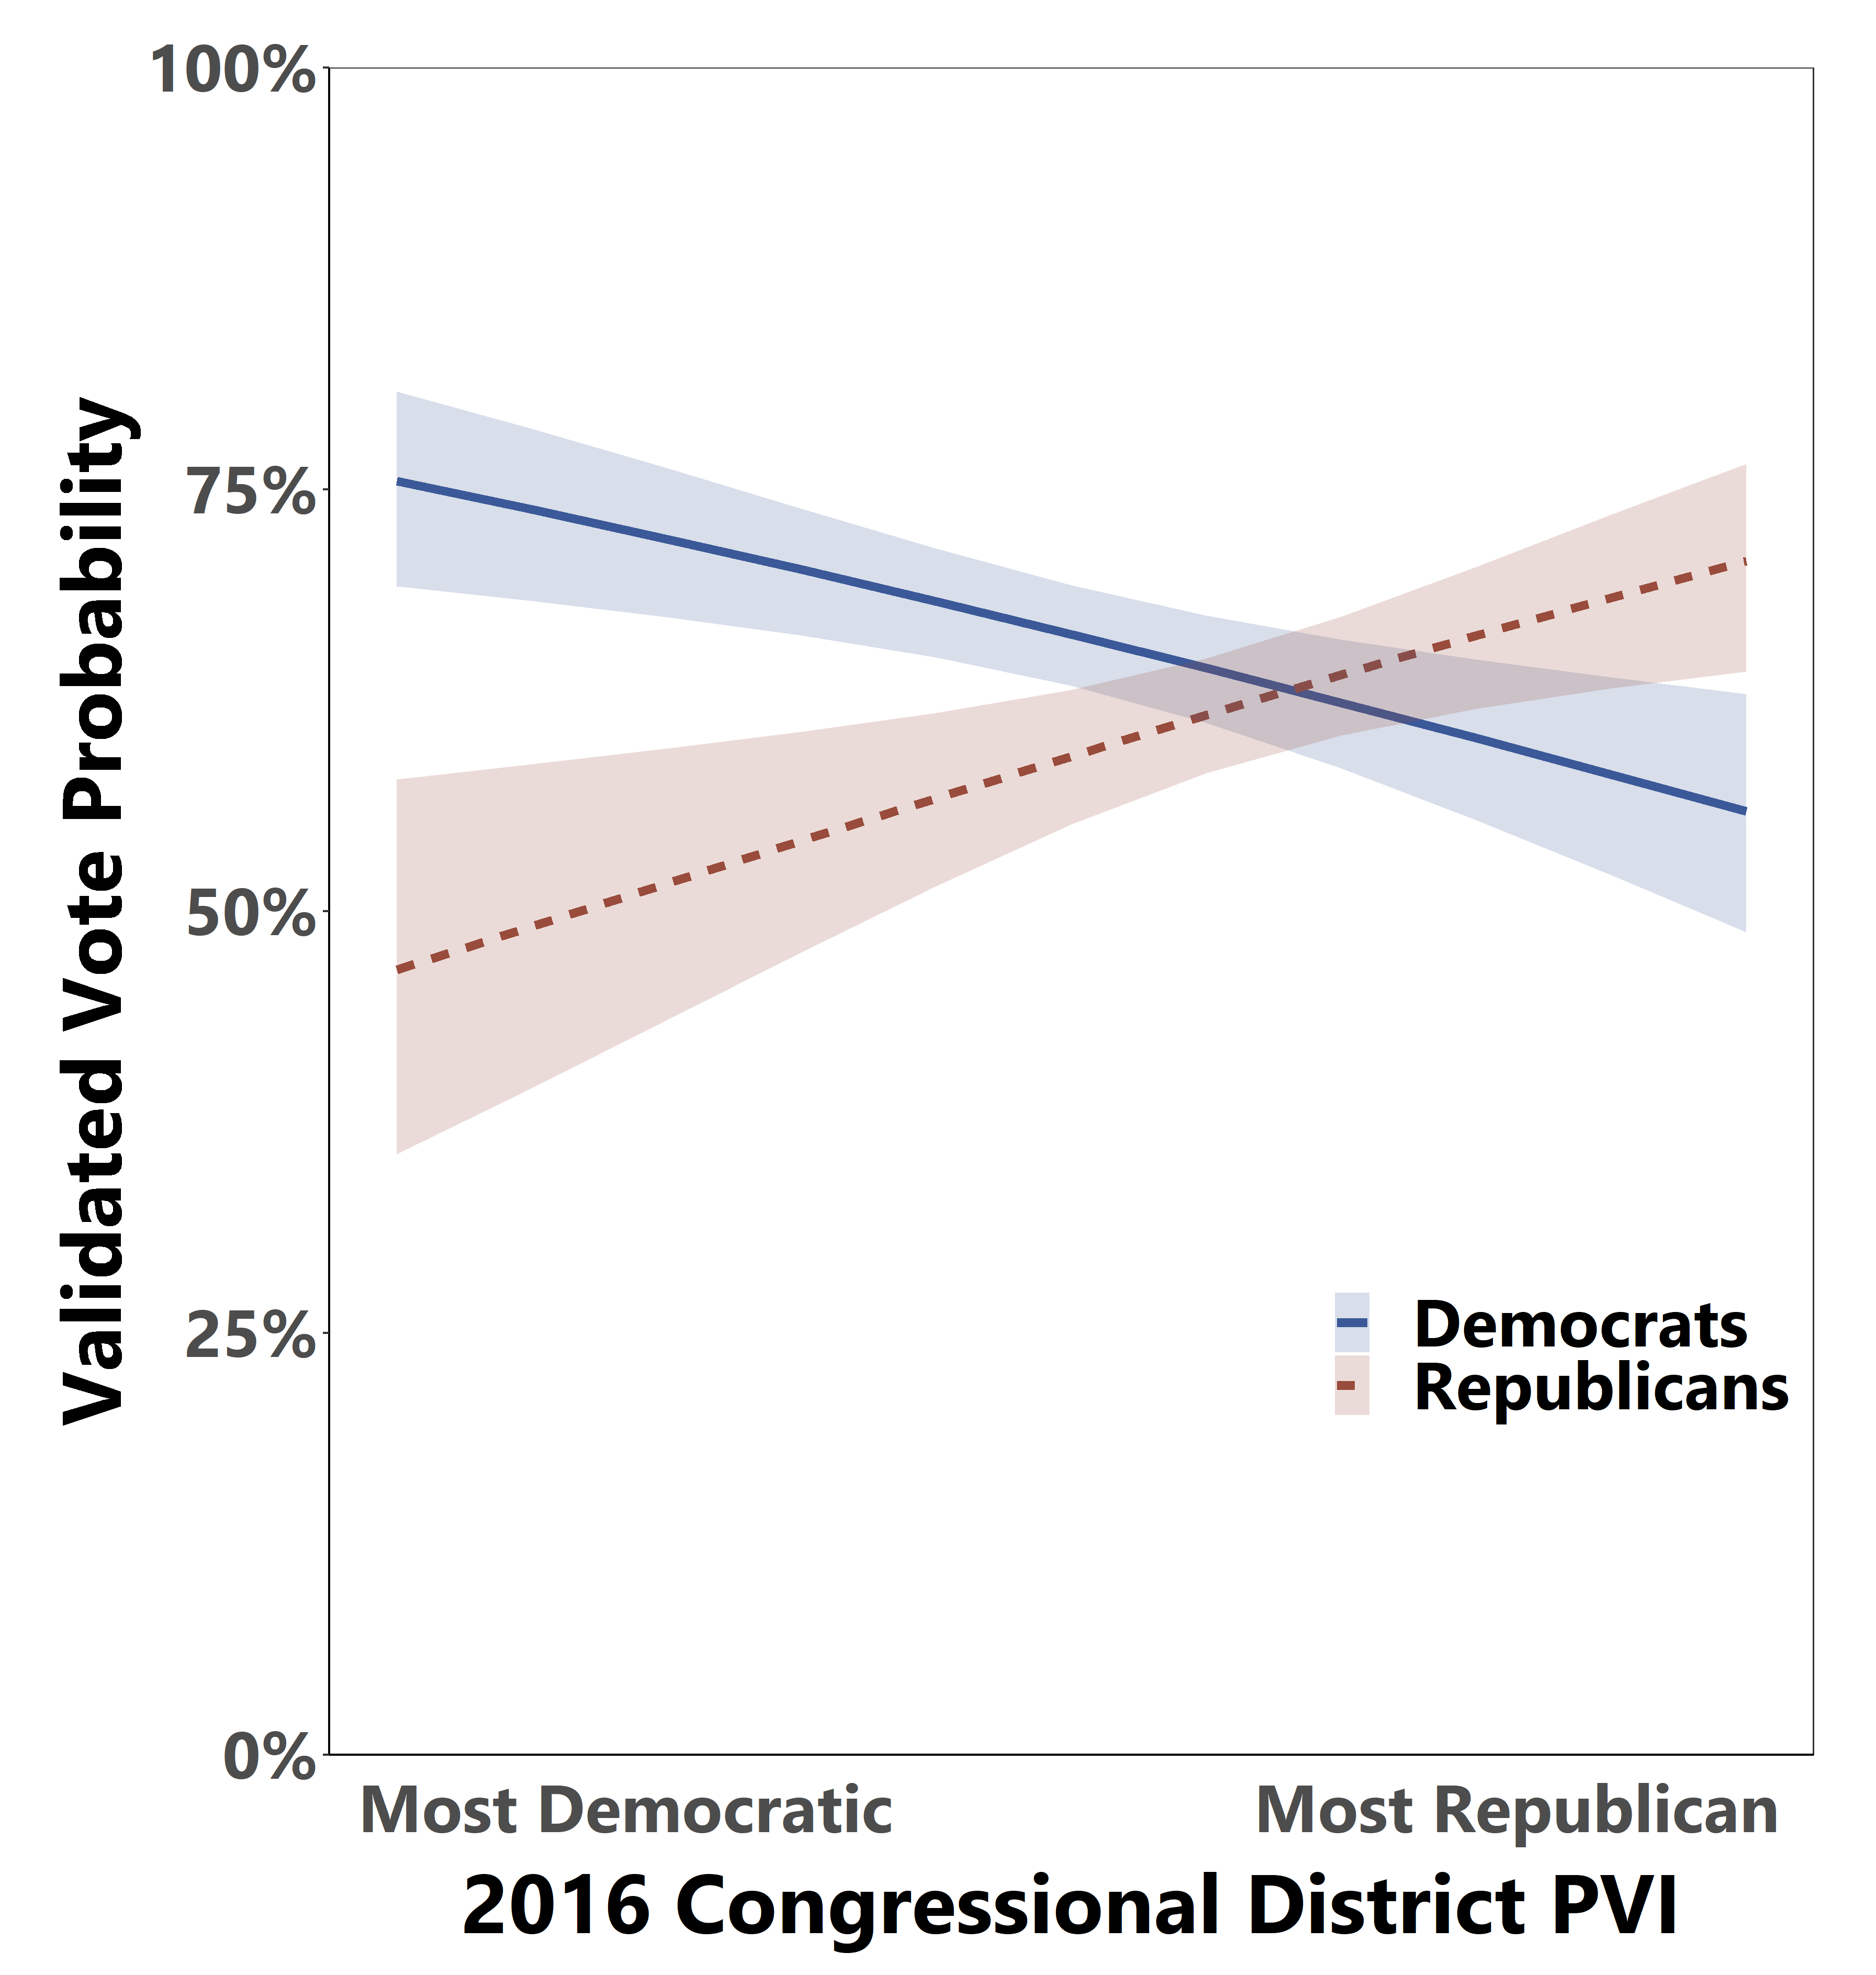 Validated Vote Probability
100%
75%
50%
25%
0%
Democrats
Republicans
Most Democratic
Most Republican
2016 Congressional District PVI